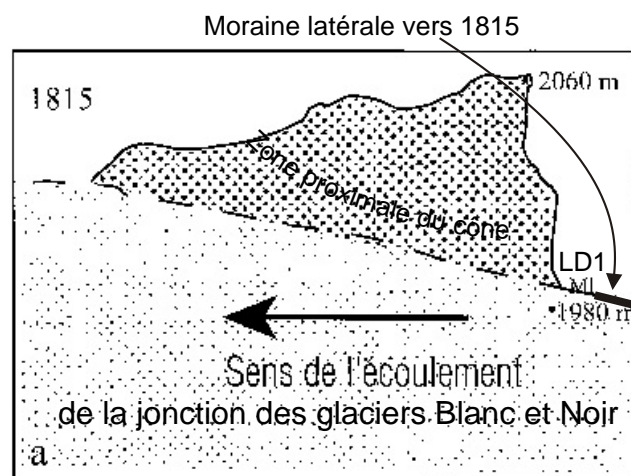 Moraine latérale vers 1815
1815
2060 m
Zone proximale du cône
LD1
Ml
1980 m
Sens de l'écoulement
de la jonction des glaciers Blanc et Noir
a